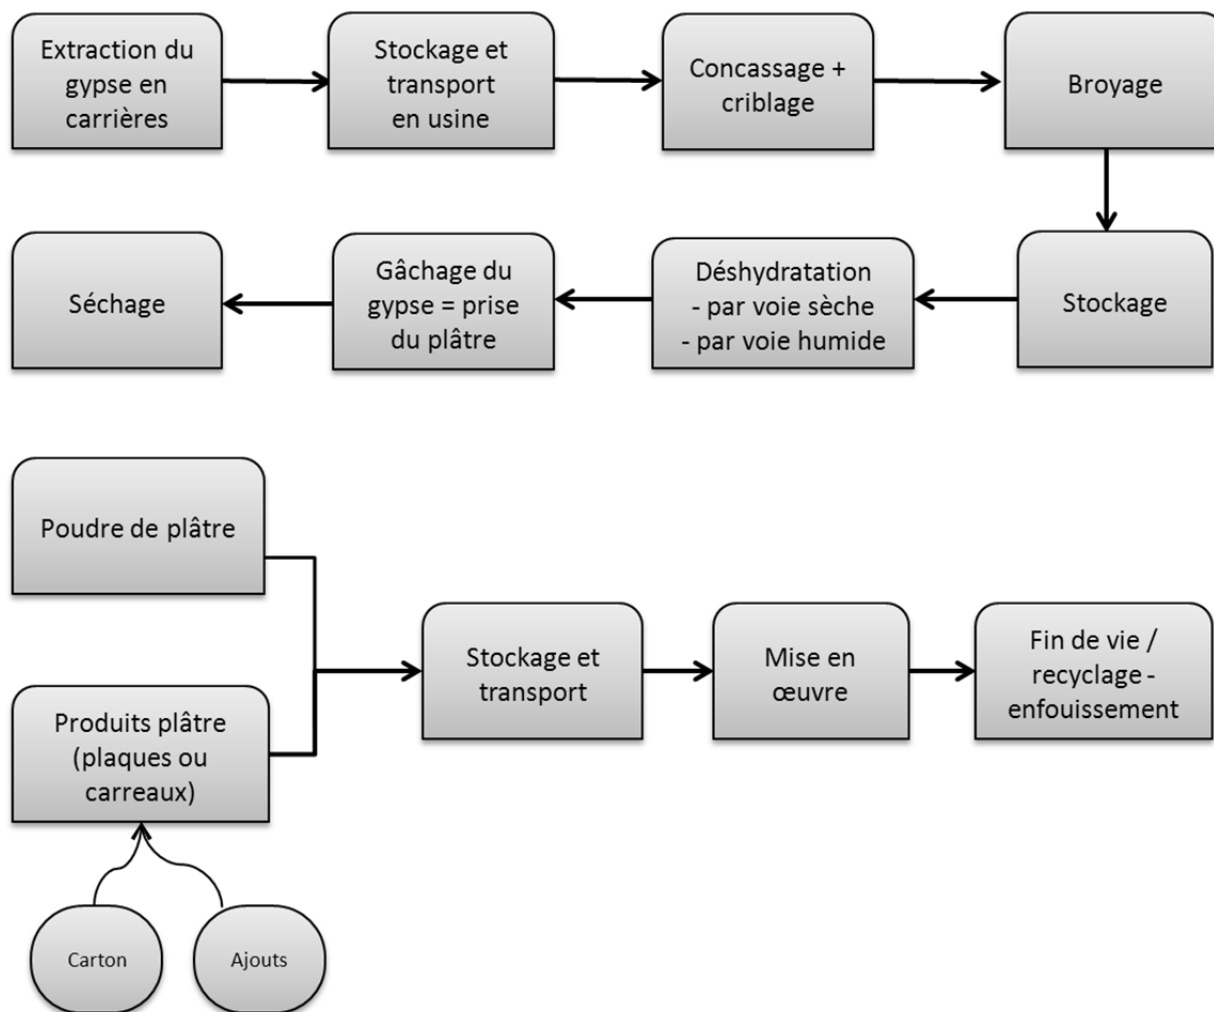 Extraction du
gypse en
carrières
Stockage et
transport
en usine
Concassage +
criblage
Broyage
Séchage
Gâchage du
gypse = prise
du plâtre
Déshydratation
- par voie sèche
- par voie humide
Stockage
Poudre de plâtre
Produits plâtre
(plaques ou
carreaux)
Stockage et
transport
Mise en
œuvre
Fin de vie /
recyclage -
enfouissement
Carton
Ajouts